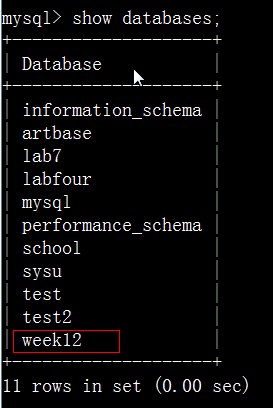 mysql> show databases;
+--------------------+
| Database |
+--------------------+
| information_schema |
| artbase |
| lab7 |
| labfour |
| mysql |
| performance_schema |
| school |
| sysu |
| test |
| test2 |
| week12 |
+--------------------+
11 rows in set (0.00 sec)